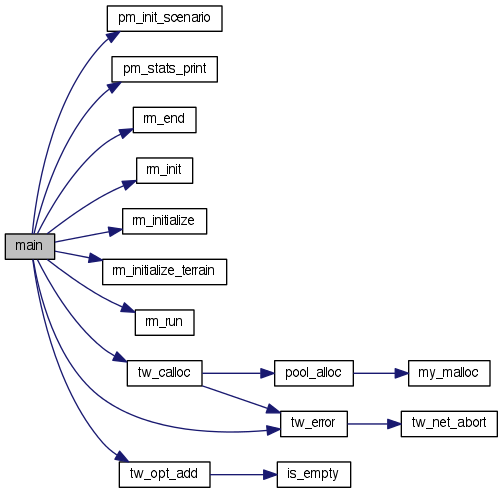 pm_init_scenario
pm_stats_print
rm_end
rm_init
rm_initialize
main
rm_initialize_terrain
rm_run
tw_calloc
pool_alloc
my_malloc
tw_error
tw_net_abort
tw_opt_add
is_empty